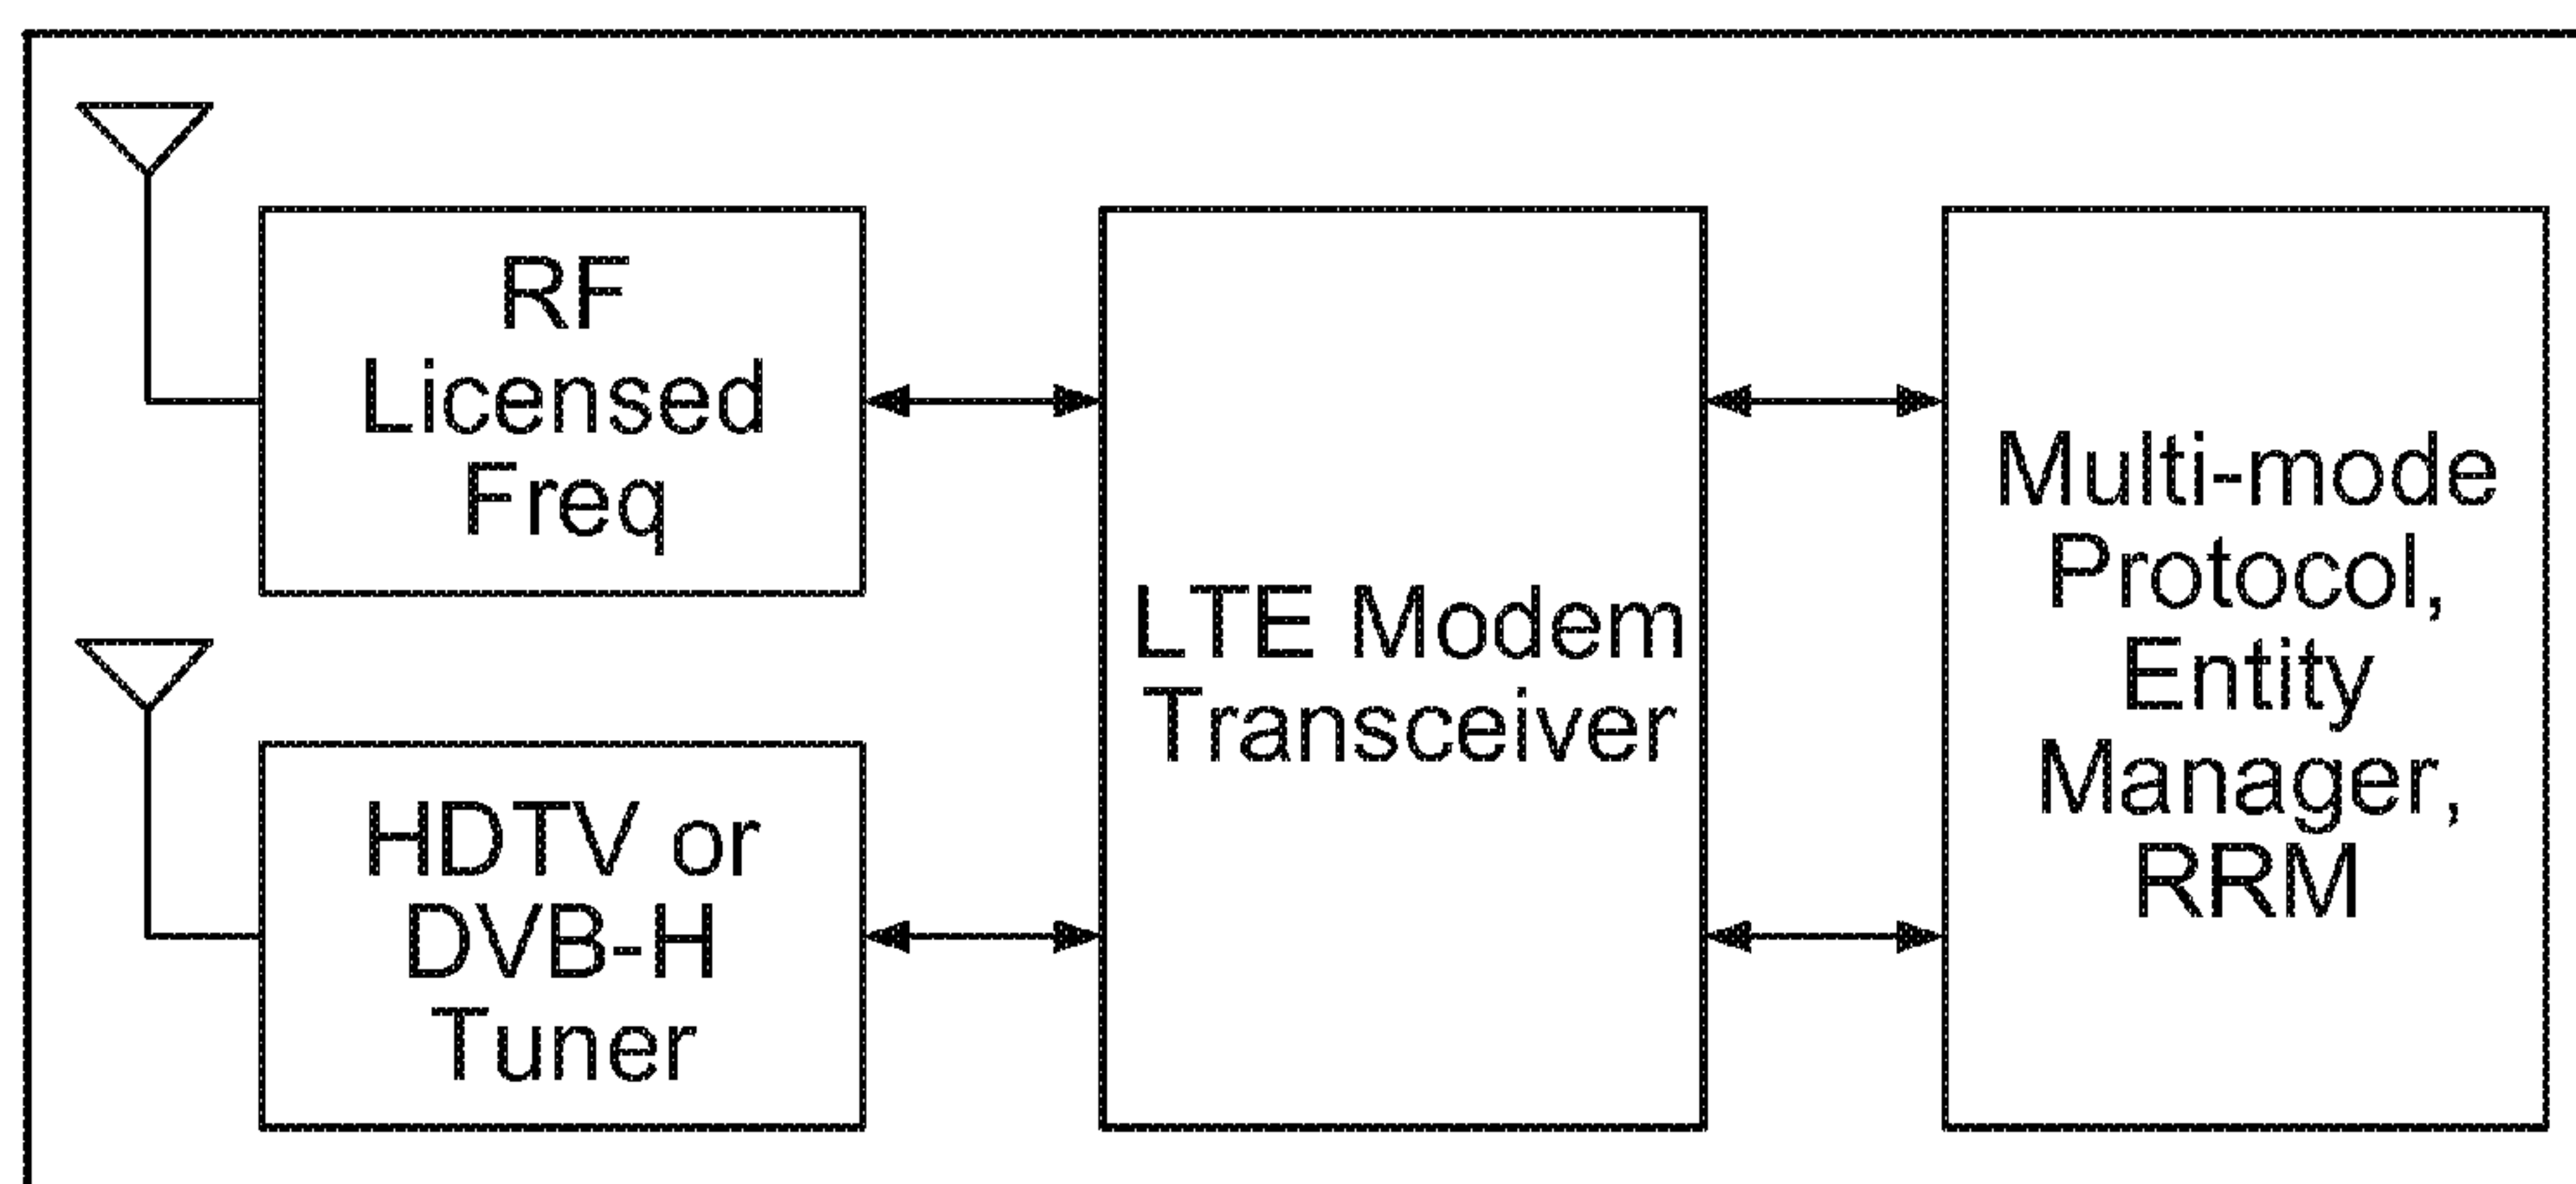 RF
Licensed
Freq
HDTV or
DVB-H
Tuner
LTE Modem
Transceiver
Multi-mode
Protocol,
Entity
Manager,
RRM